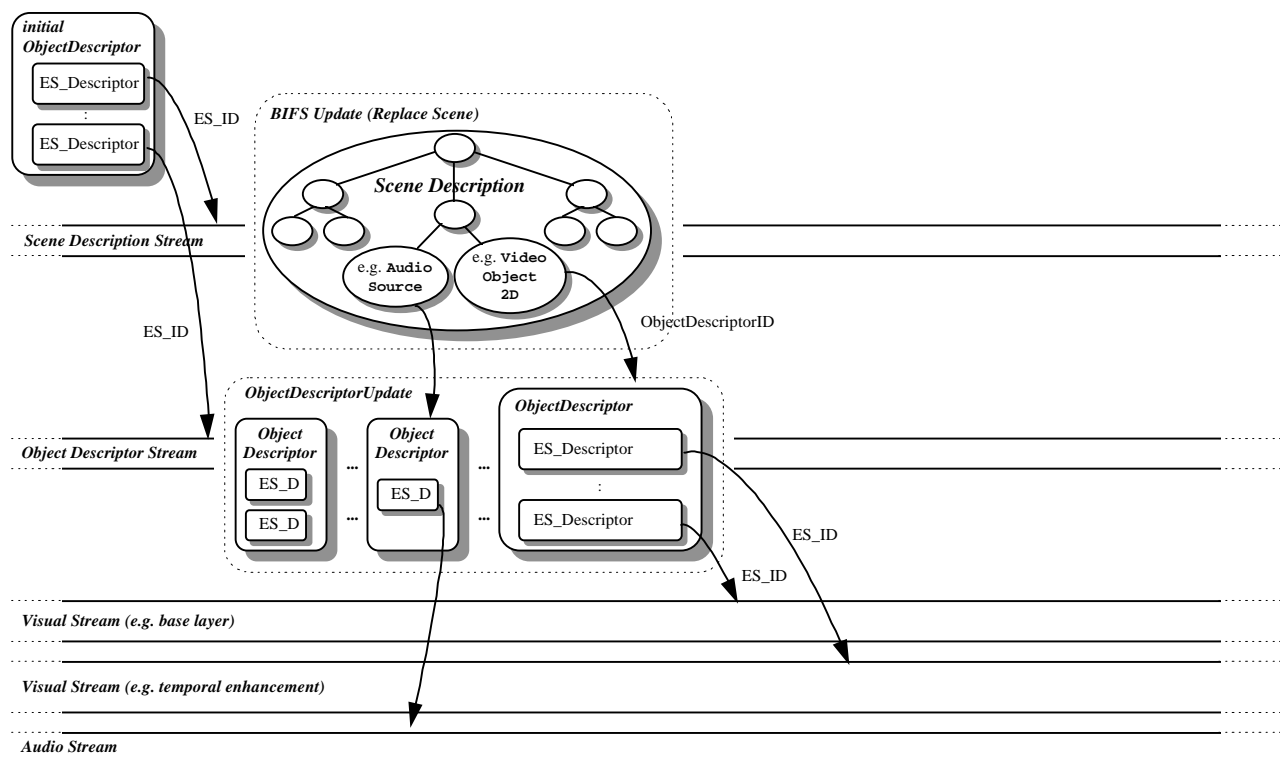 initial
ObjectDescriptor
ES_Descriptor
:
ES_Descriptor
ES_ID
BIFS Update (Replace Scene)
Scene Description
Scene Description Stream
e.g. Audio
Source
e.g. Video
Object
2D
ES_ID
ObjectDescriptorID
ObjectDescriptorUpdate
ObjectDescriptor
Object
Descriptor
Object
Descriptor
ES_Descriptor
Object Descriptor Stream
...
...
ES_D
ES_D
:
ES_D
...
...
ES_Descriptor
ES_ID
ES_ID
Visual Stream (e.g. base layer)
Visual Stream (e.g. temporal enhancement)
Audio Stream